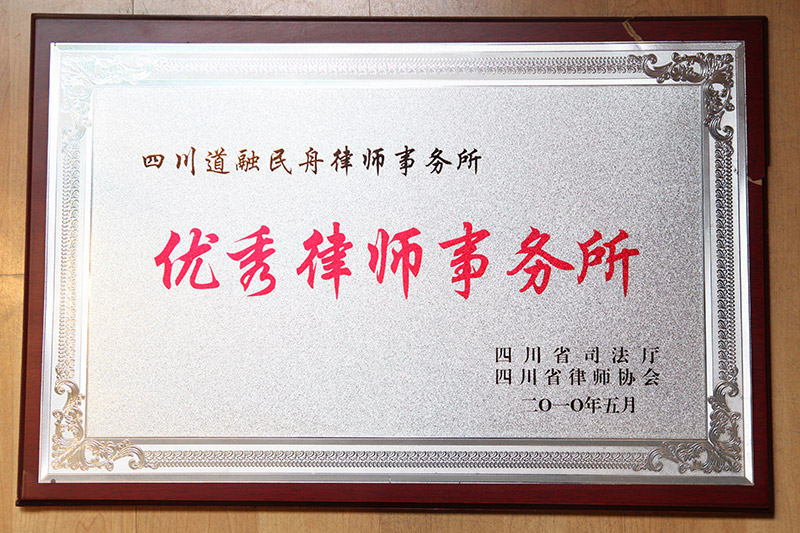 四川道融民舟律师事务所
优秀律师事务所
四川省司法厅
四川省律师协会
二〇一〇年五月